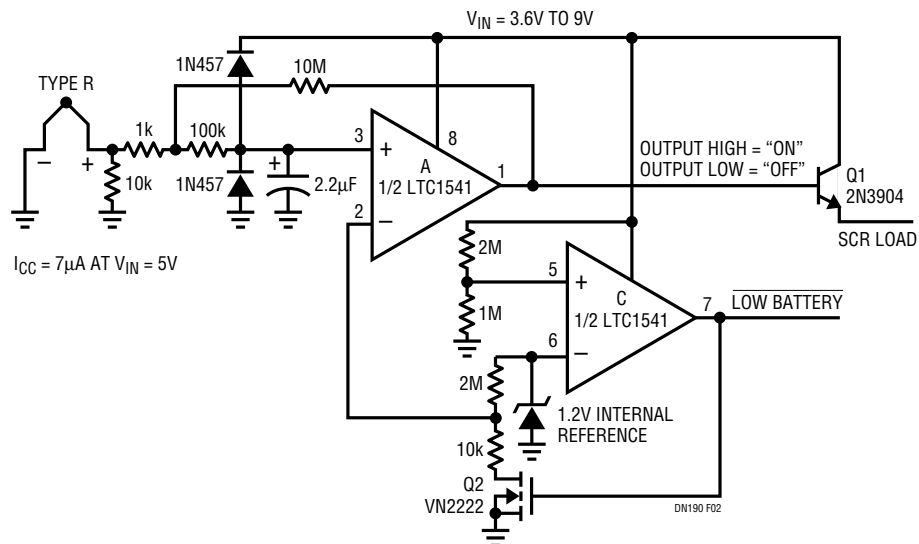 V_IN = 3.6V TO 9V
1N457
10M
TYPE R
1k
100k
3
+
8
A
1/2 LTC1541
1
OUTPUT HIGH = “ON”
OUTPUT LOW = “OFF”
Q1
2N3904
−
+
10k
1N457
+
2.2µF
2
−
SCR LOAD
I_CC = 7µA AT V_IN = 5V
2M
5
+
C
1/2 LTC1541
7
LOW BATTERY
1M
6
−
2M
1.2V INTERNAL
REFERENCE
10k
Q2
VN2222
DN190 F02